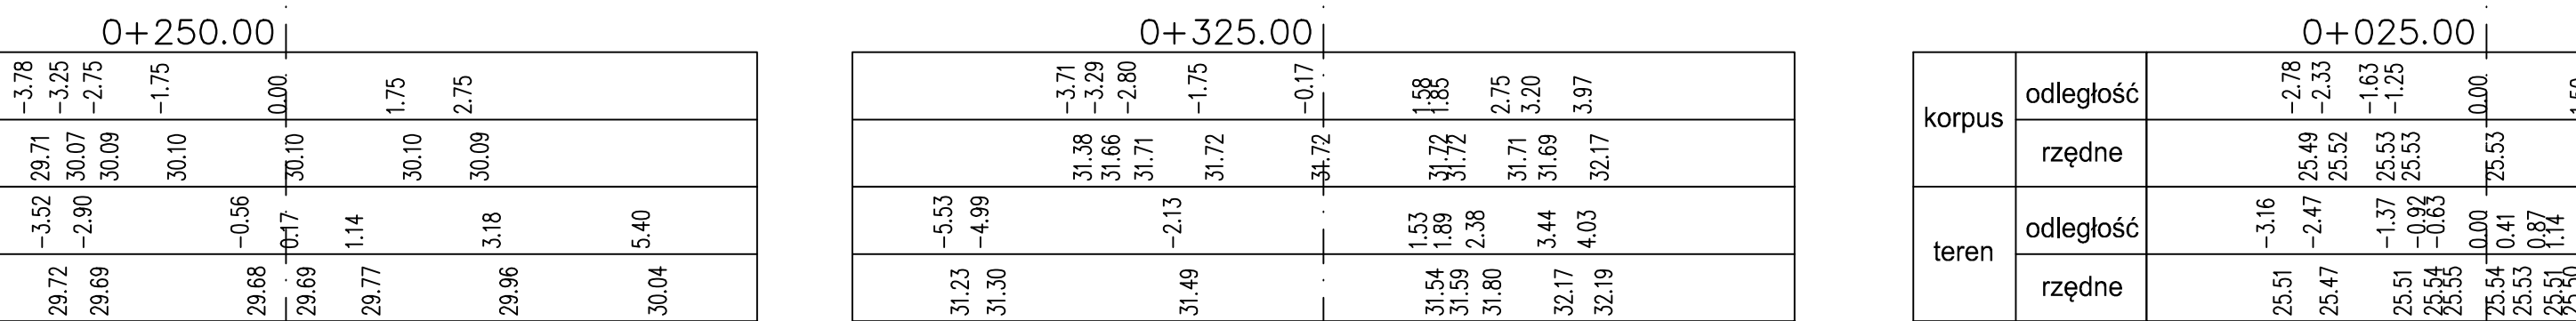 0+250.00 0+325.00 0+025.00
-3.78 -3.25 -2.75 -1.75 0.00 1.75 2.75
29.71 30.07 30.09 30.10 30.10 30.10 30.09
-3.52 -2.90 -0.56 0.17 1.14 3.18 5.40
29.72 29.69 29.68 29.69 29.77 29.96 30.04
-3.71 -3.29 -2.80 -1.75 -0.17 1.58 1.85 2.75 3.20 3.97
31.38 31.66 31.71 31.72 31.72 31.72 31.72 31.71 31.69 32.17
-5.53 -4.99 -2.13 1.53 1.89 2.38 3.44 4.03
31.23 31.30 31.49 31.54 31.59 31.80 32.17 32.19
korpus
odległość -2.78 -2.33 -1.63 -1.25 0.00
rzędne 25.49 25.52 25.53 25.53 25.53
teren
odległość -3.16 -2.47 -1.37 -0.92 -0.63 0.00 0.41 0.87 1.14
rzędne 25.51 25.47 25.51 25.54 25.55 25.54 25.53 25.51 25.50